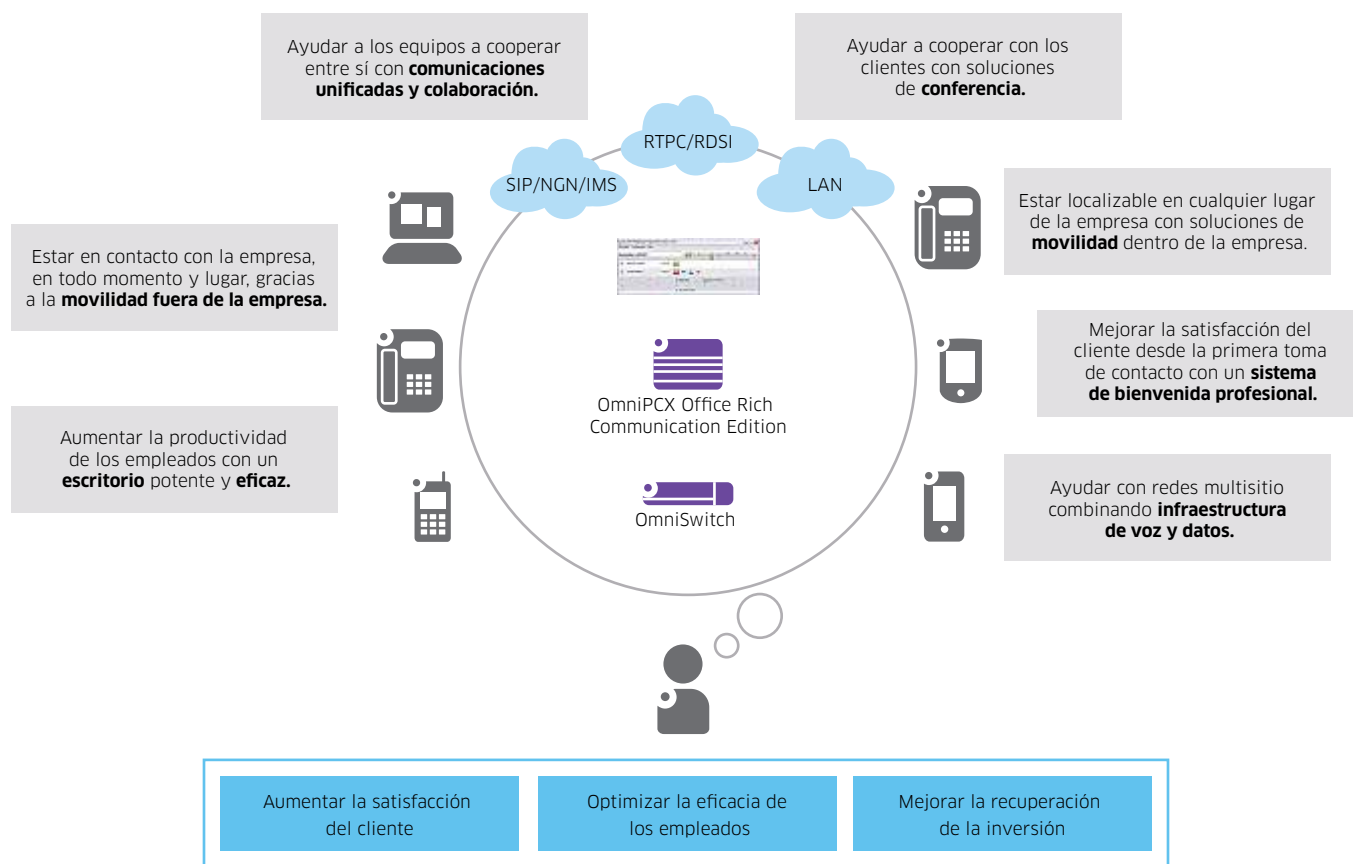 Ayudar a los equipos a cooperar
entre sí con comunicaciones
unificadas y colaboración.
Ayudar a cooperar con los
clientes con soluciones
de conferencia.
RTPC/RDSI
SIP/NGN/IMS
LAN
Estar localizable en cualquier lugar
de la empresa con soluciones de
movilidad dentro de la empresa.
Estar en contacto con la empresa,
en todo momento y lugar, gracias
a la movilidad fuera de la empresa.
Mejorar la satisfacción del
cliente desde la primera toma
de contacto con un sistema
de bienvenida profesional.
OmniPCX Office Rich
Communication Edition
Aumentar la productividad
de los empleados con un
escritorio potente y eficaz.
Ayudar con redes multisitio
combinando infraestructura
de voz y datos.
OmniSwitch
Aumentar la satisfacción
del cliente
Optimizar la eficacia de
los empleados
Mejorar la recuperación
de la inversión